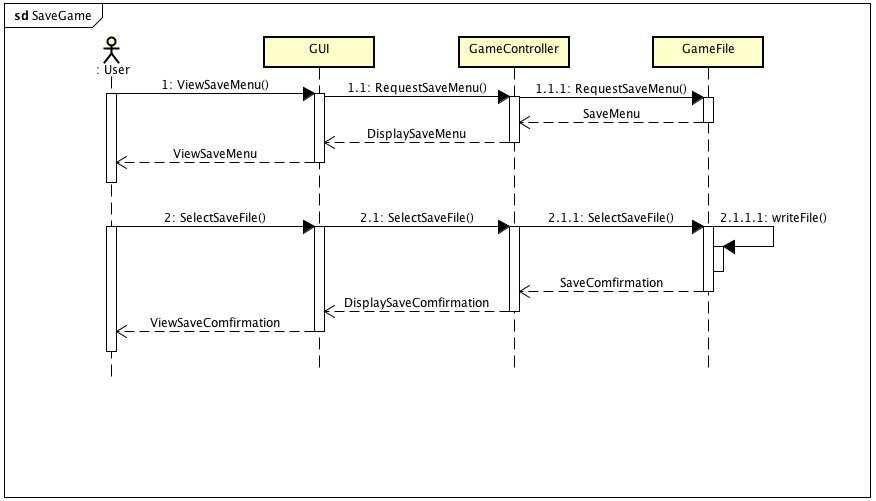 sd SaveGame
: User
GUI
GameController
GameFile
1: ViewSaveMenu()
1.1: RequestSaveMenu()
1.1.1: RequestSaveMenu()
SaveMenu
DisplaySaveMenu
ViewSaveMenu
2: SelectSaveFile()
2.1: SelectSaveFile()
2.1.1: SelectSaveFile()
2.1.1.1: writeFile()
SaveComfirmation
DisplaySaveComfirmation
ViewSaveComfirmation